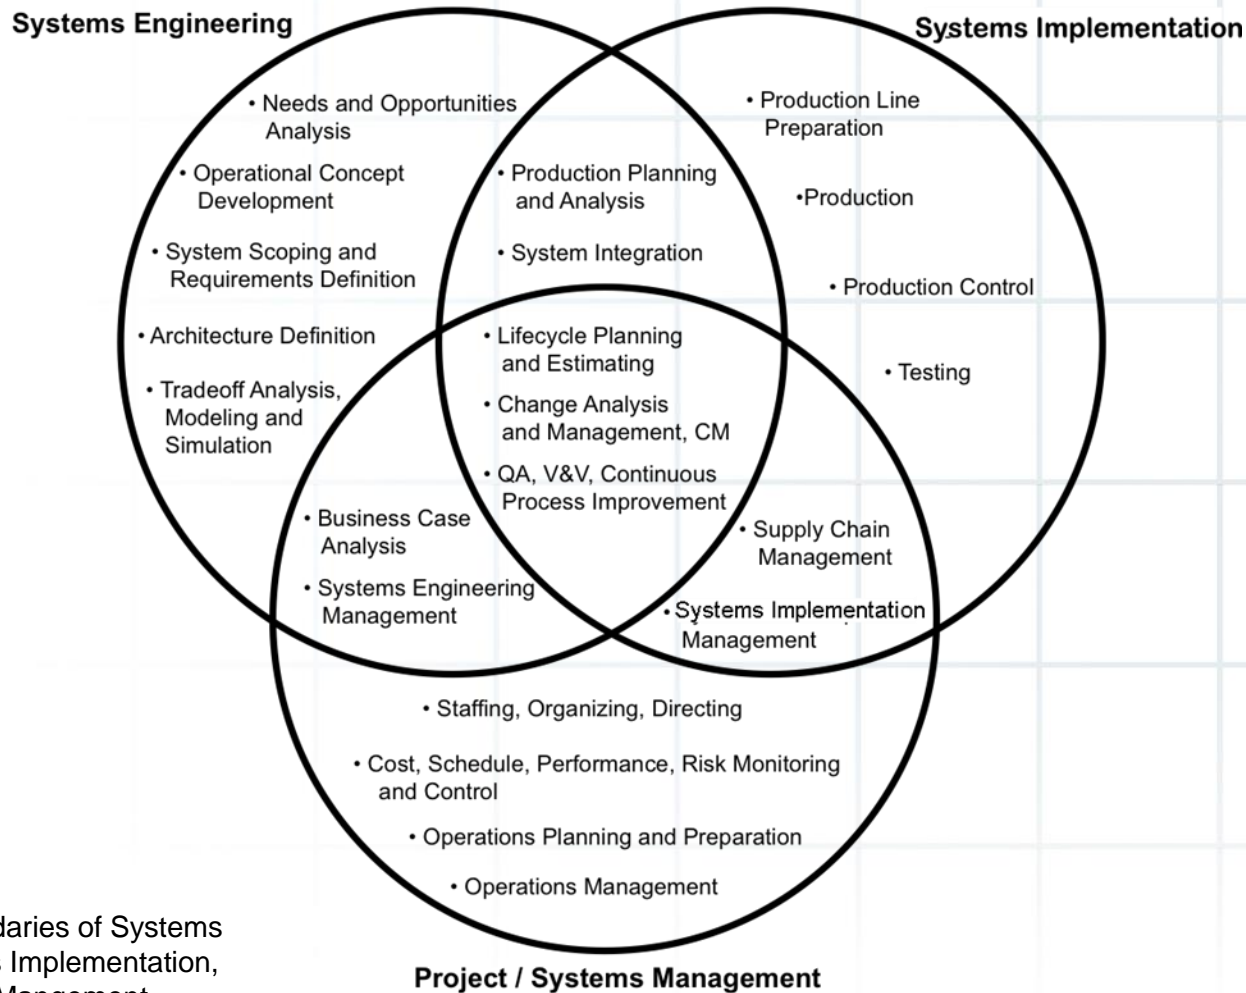 Systems Engineering
Systems Implementation
• Needs and Opportunities
Analysis
• Operational Concept
Development
• System Scoping and
Requirements Definition
• Architecture Definition
• Tradeoff Analysis,
Modeling and
Simulation
• Production Planning
and Analysis
• System Integration
• Production Line
Preparation
•Production
• Production Control
• Testing
• Lifecycle Planning
and Estimating
• Change Analysis
and Management, CM
• QA, V&V, Continuous
Process Improvement
• Business Case
Analysis
• Systems Engineering
Management
• Supply Chain
Management
• Systems Implementation
Management
• Staffing, Organizing, Directing
• Cost, Schedule, Performance, Risk Monitoring
and Control
• Operations Planning and Preparation
• Operations Management
Project / Systems Management
daries of Systems
s Implementation,
Mangement